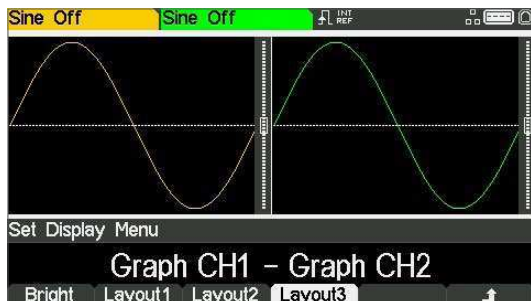 Sine Off Sine Off INT
REF
Set Display Menu
Graph CH1 – Graph CH2
Bright Layout1 Layout2 Layout3